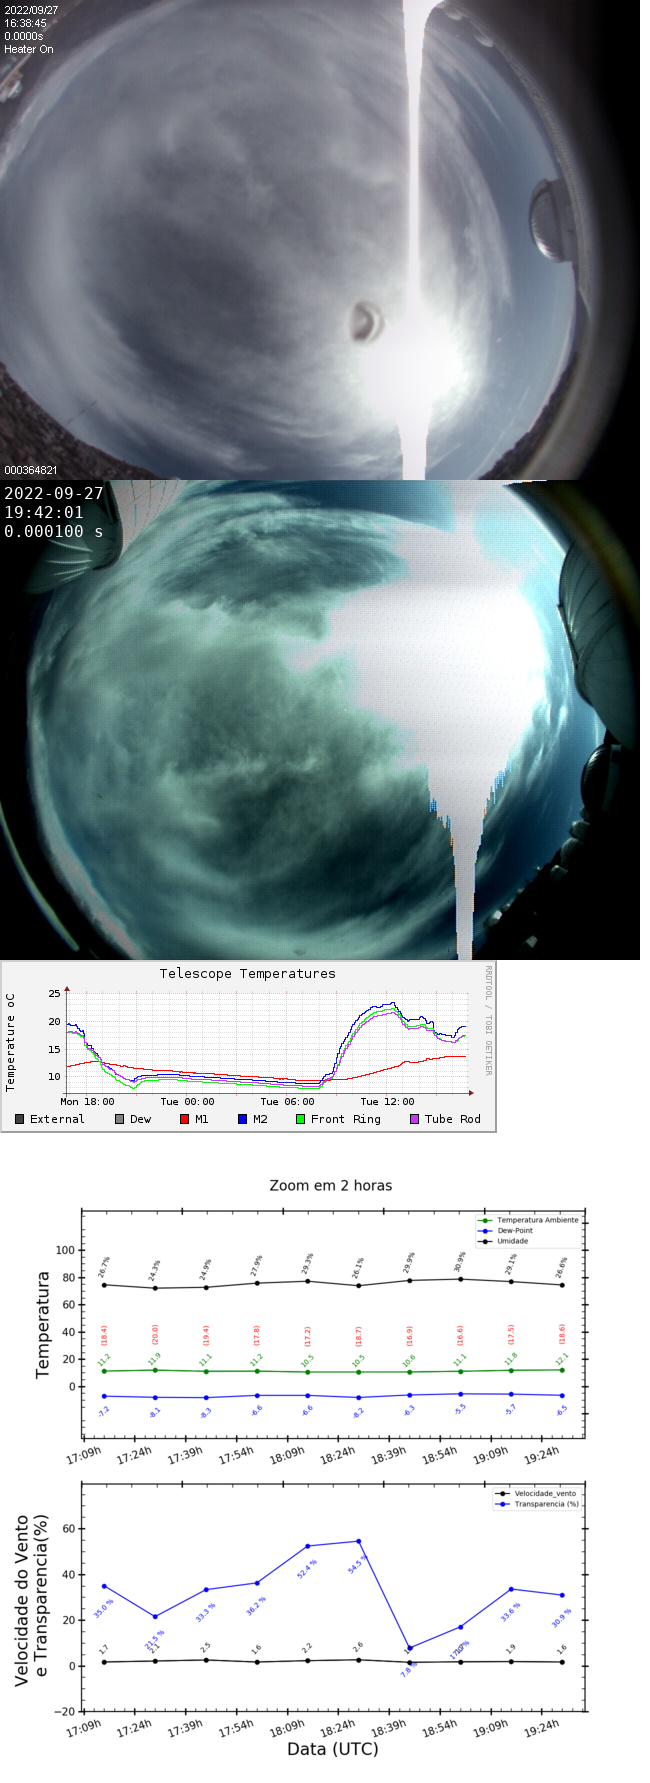 2022/09/27
16:38:45
0.0000s
Heater On
000364821
2022-09-27
19:42:01
0.000100 s
Telescope Temperatures
RRDTOOL / TOBI OETIKER
Temperature oC
25
20
15
10
Mon 18:00 Tue 00:00 Tue 06:00 Tue 12:00
External Dew M1 M2 Front Ring Tube Rod
Zoom em 2 horas
Temperatura Ambiente
Dew-Point
Umidade
Temperatura
100
80
60
40
20
0
26.7% 24.3% 24.9% 27.9% 29.3% 26.1% 29.9% 30.9% 29.1% 26.6%
(18.4) (20.0) (19.4) (17.8) (17.2) (18.7) (16.9) (16.6) (17.5) (18.6)
11.2 11.9 11.1 11.2 10.5 10.5 10.6 11.1 11.8 12.1
-7.2 -8.1 -8.3 -6.6 -6.6 -8.2 -6.3 -5.5 -5.7 -6.5
17:09h 17:24h 17:39h 17:54h 18:09h 18:24h 18:39h 18:54h 19:09h 19:24h
Velocidade_vento
Transparencia (%)
Velocidade do Vento
e Transparencia(%)
60
40
20
0
−20
35.0 % 21.5 % 33.3 % 36.2 % 52.4 % 54.5 % 7.8 % 33.6 % 30.9 %
1.7 2.1 2.5 1.6 2.2 2.6 1.9 1.6
17:09h 17:24h 17:39h 17:54h 18:09h 18:24h 18:39h 18:54h 19:09h 19:24h
Data (UTC)